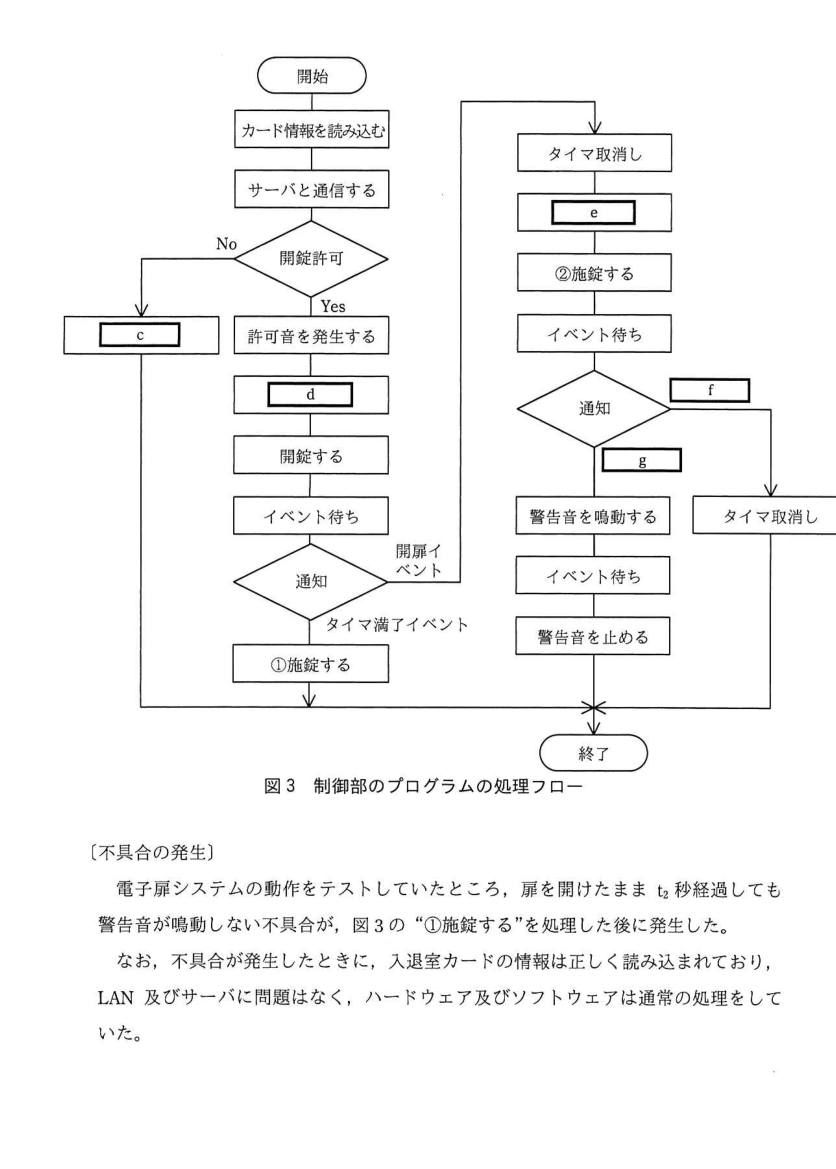 開始
カード情報を読み込む
サーバと通信する
開錠許可
No
Yes
c
許可音を発生する
d
開錠する
イベント待ち
通知
開扉イ
ベント
タイマ満了イベント
①施錠する
タイマ取消し
e
②施錠する
イベント待ち
通知
f
g
警告音を鳴動する
タイマ取消し
イベント待ち
警告音を止める
終了
図3 制御部のプログラムの処理フロー
〔不具合の発生〕
電子扉システムの動作をテストしていたところ，扉を開けたまま t₂ 秒経過しても
警告音が鳴動しない不具合が，図3の“①施錠する”を処理した後に発生した。
なお，不具合が発生したときに，入退室カードの情報は正しく読み込まれており，
LAN 及びサーバに問題はなく，ハードウェア及びソフトウェアは通常の処理をして
いた。